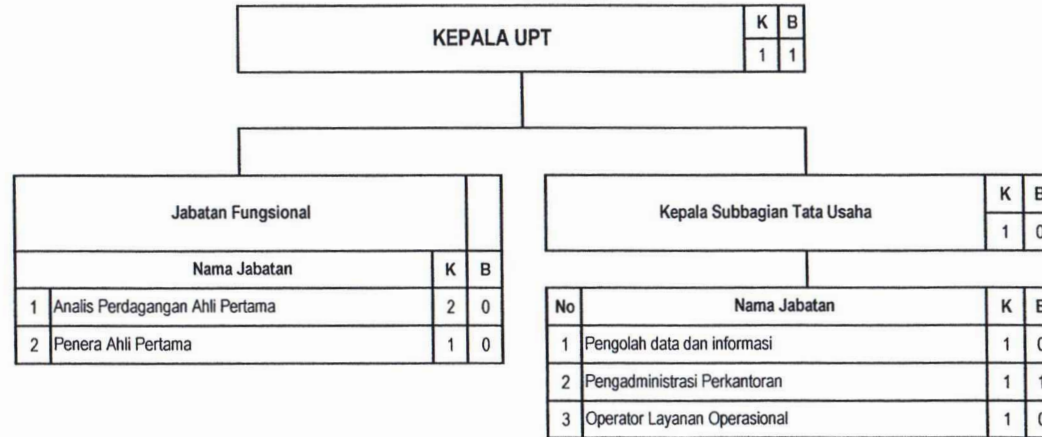 KEPALA UPT K B
1 1
Jabatan Fungsional
Nama Jabatan K B
1 Analis Perdagangan Ahli Pertama 2 0
2 Penera Ahli Pertama 1 0
Kepala Subbagian Tata Usaha K B
1 0
No Nama Jabatan K B
1 Pengolah data dan informasi 1 0
2 Pengadministrasi Perkantoran 1 1
3 Operator Layanan Operasional 1 0